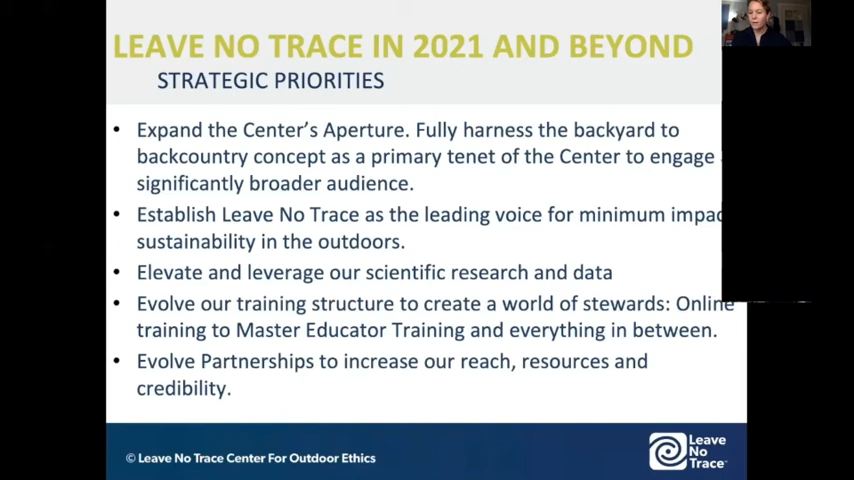 LEAVE NO TRACE IN 2021 AND BEYOND
STRATEGIC PRIORITIES
• Expand the Center's Aperture. Fully harness the backyard to
backcountry concept as a primary tenet of the Center to engage
significantly broader audience.
• Establish Leave No Trace as the leading voice for minimum impac
sustainability in the outdoors.
• Elevate and leverage our scientific research and data
• Evolve our training structure to create a world of stewards: Online
training to Master Educator Training and everything in between.
• Evolve Partnerships to increase our reach, resources and
credibility.
© Leave No Trace Center For Outdoor Ethics
Leave
No
Trace™